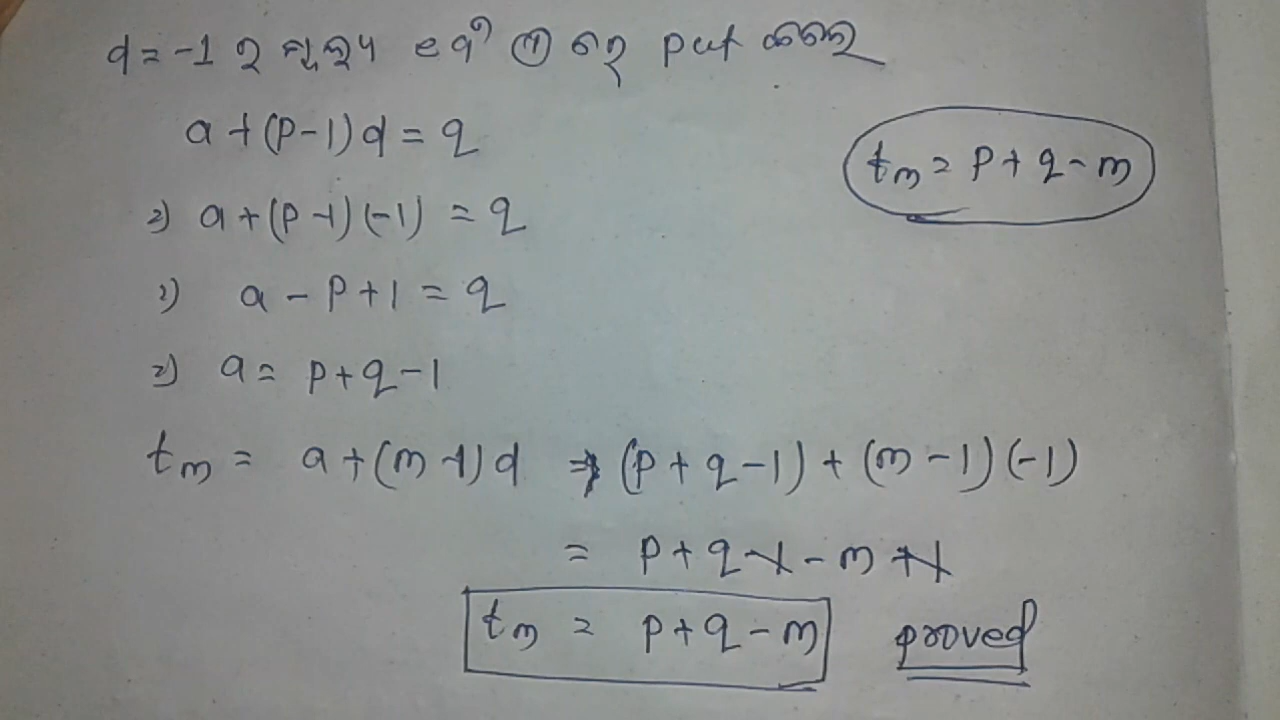 d = -1 ର ମୂଲ୍ୟ eqⁿ ① ରେ put କଲେ
a + (p-1)d = q
⇒ a + (p-1)(-1) = q
⇒ a - p + 1 = q
⇒ a = p + q - 1
tm = p + q - m
tm = a + (m-1)d ⇒ (p + q - 1) + (m - 1)(-1)
= p + q - 1 - m + 1
tm = p + q - m proved